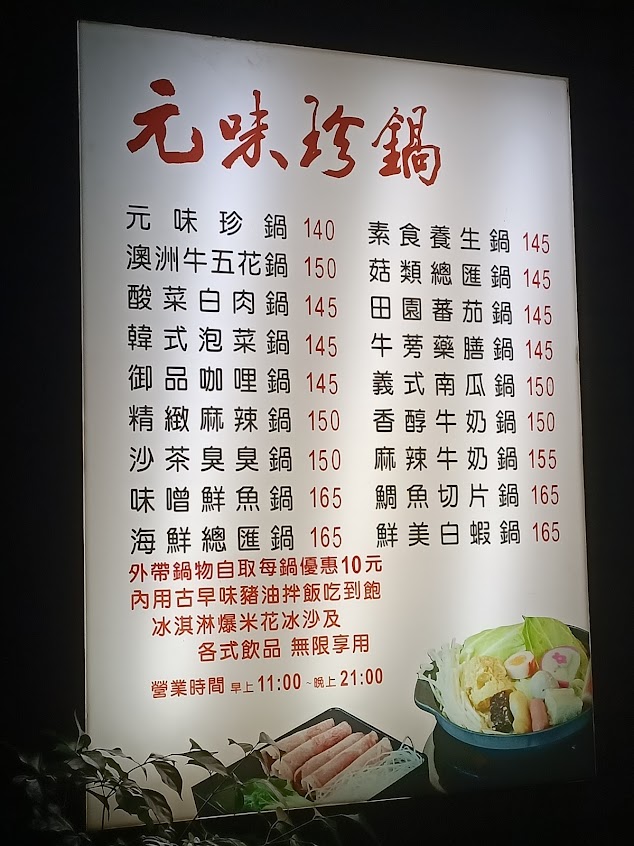 元味珍鍋
元味珍鍋 140
澳洲牛五花鍋 150
酸菜白肉鍋 145
韓式泡菜鍋 145
御品咖哩鍋 145
精緻麻辣鍋 150
沙茶臭臭鍋 150
味噌鮮魚鍋 165
海鮮總匯鍋 165
素食養生鍋 145
菇類總匯鍋 145
田園蕃茄鍋 145
牛蒡藥膳鍋 145
義式南瓜鍋 150
香醇牛奶鍋 150
麻辣牛奶鍋 155
鯛魚切片鍋 165
鮮美白蝦鍋 165
外帶鍋物自取每鍋優惠10元
內用古早味豬油拌飯吃到飽
冰淇淋爆米花冰沙及
各式飲品 無限享用
營業時間 早上11:00~晚上21:00